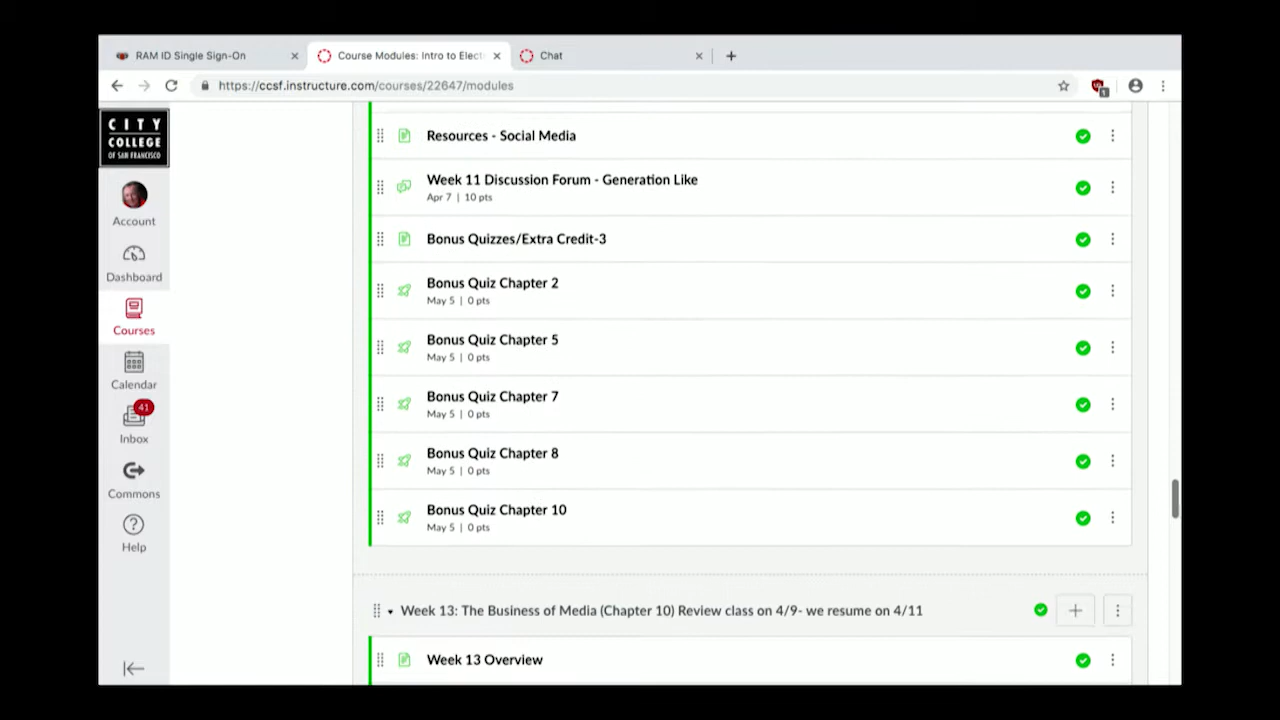 RAM ID Single Sign-On
Course Modules: Intro to Elect
Chat
https://ccsf.instructure.com/courses/22647/modules
1
CITY
COLLEGE
OF SAN FRANCISCO
Account
Dashboard
Courses
Calendar
41
Inbox
Commons
Help
Resources - Social Media
Week 11 Discussion Forum - Generation Like
Apr 7 | 10 pts
Bonus Quizzes/Extra Credit-3
Bonus Quiz Chapter 2
May 5 | 0 pts
Bonus Quiz Chapter 5
May 5 | 0 pts
Bonus Quiz Chapter 7
May 5 | 0 pts
Bonus Quiz Chapter 8
May 5 | 0 pts
Bonus Quiz Chapter 10
May 5 | 0 pts
Week 13: The Business of Media (Chapter 10) Review class on 4/9- we resume on 4/11
Week 13 Overview